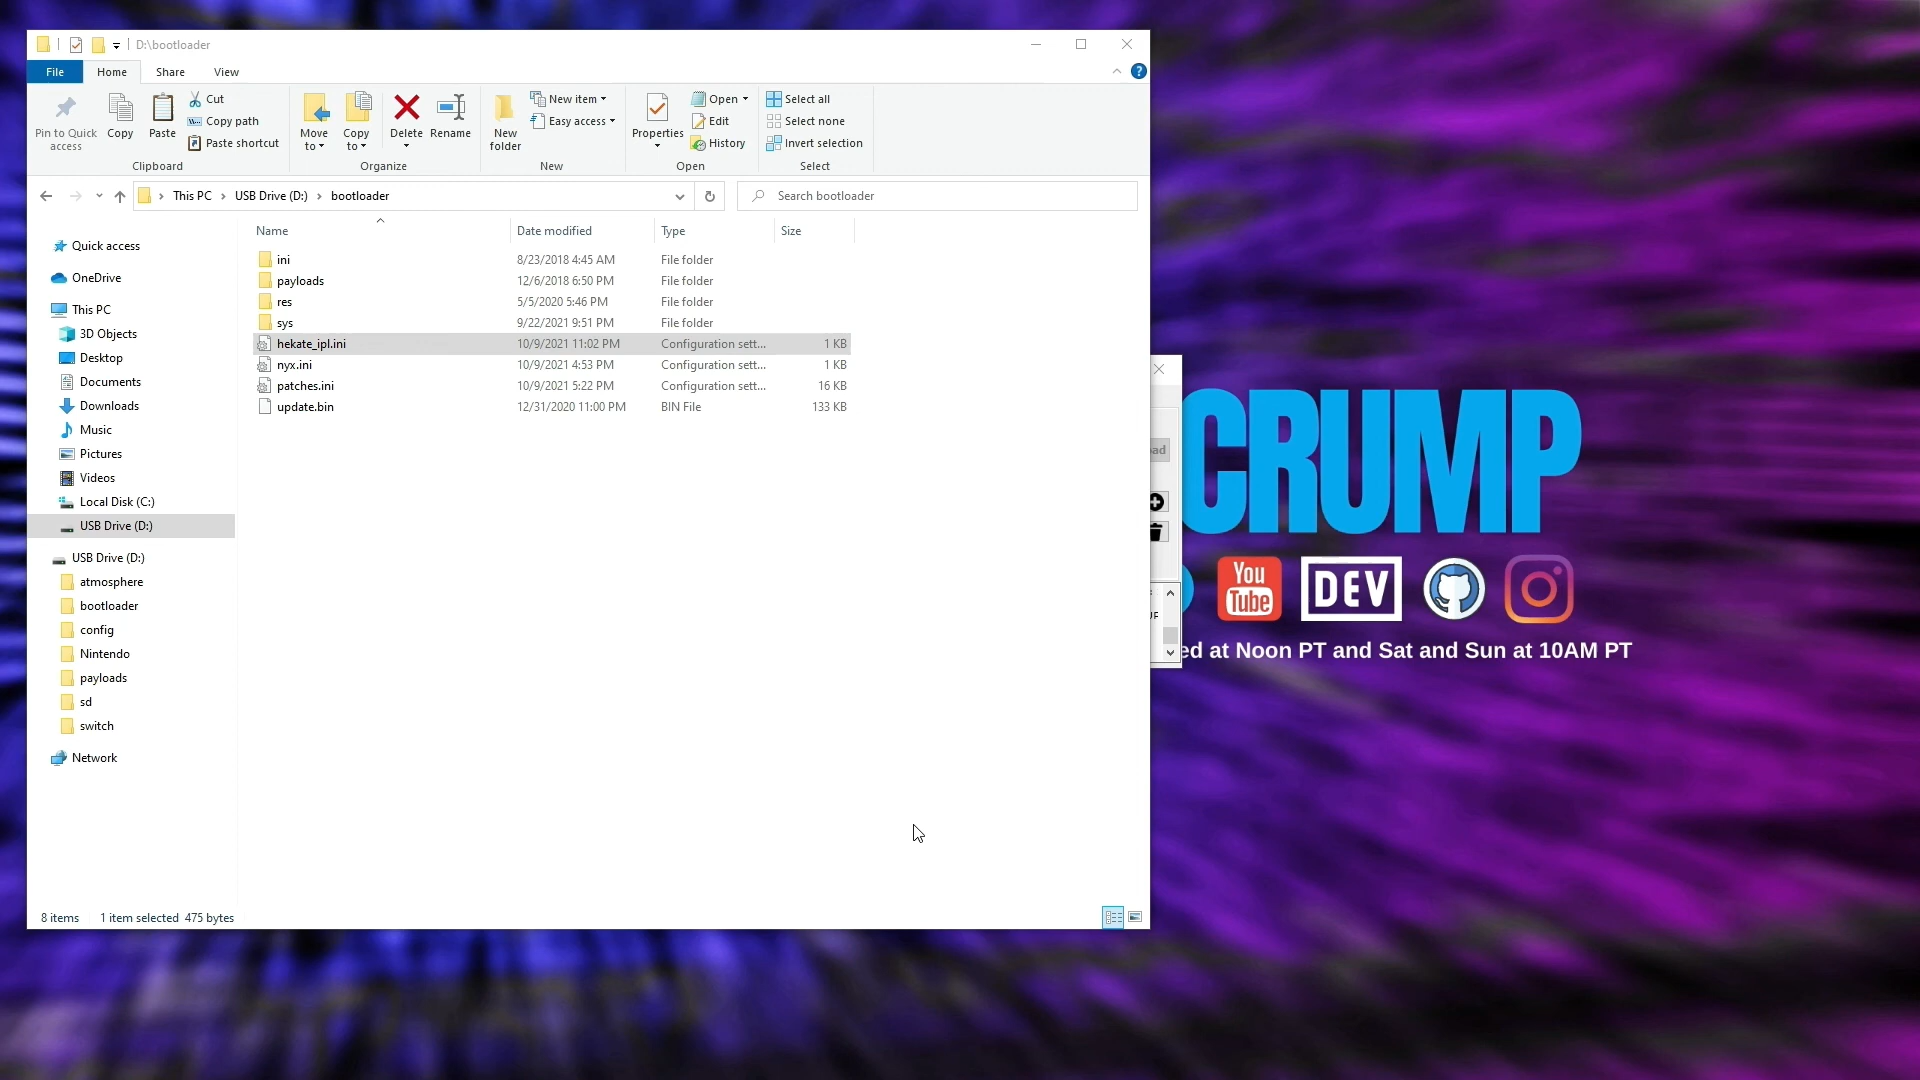 D:\bootloader
File Home Share View
Pin to Quick access
Copy
Paste
Cut
Copy path
Paste shortcut
Clipboard
Move to
Copy to
Delete
Rename
Organize
New folder
New item
Easy access
New
Properties
Open
Edit
History
Open
Select all
Select none
Invert selection
Select
This PC > USB Drive (D:) > bootloader
Search bootloader
Name Date modified Type Size
ini 8/23/2018 4:45 AM File folder
payloads 12/6/2018 6:50 PM File folder
res 5/5/2020 5:46 PM File folder
sys 9/22/2021 9:51 PM File folder
hekate_ipl.ini 10/9/2021 11:02 PM Configuration sett... 1 KB
nyx.ini 10/9/2021 4:53 PM Configuration sett... 1 KB
patches.ini 10/9/2021 5:22 PM Configuration sett... 16 KB
update.bin 12/31/2020 11:00 PM BIN File 133 KB
Quick access
OneDrive
This PC
3D Objects
Desktop
Documents
Downloads
Music
Pictures
Videos
Local Disk (C:)
USB Drive (D:)
USB Drive (D:)
atmosphere
bootloader
config
Nintendo
payloads
sd
switch
Network
8 items 1 item selected 475 bytes
ad
CRUMP
You Tube
DEV
ed at Noon PT and Sat and Sun at 10AM PT